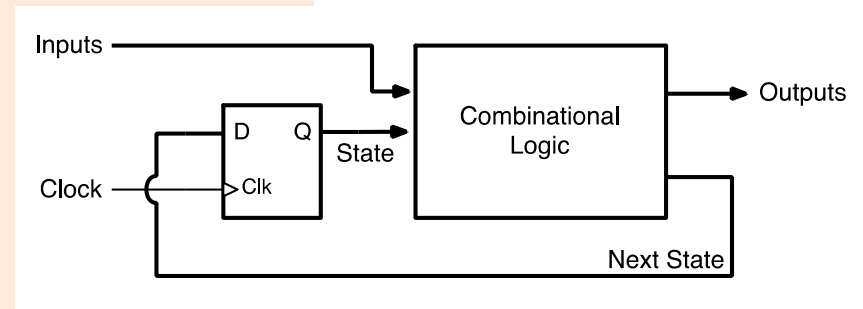 Inputs
Outputs
Combinational
Logic
D
Q
State
Clock
Clk
Next State